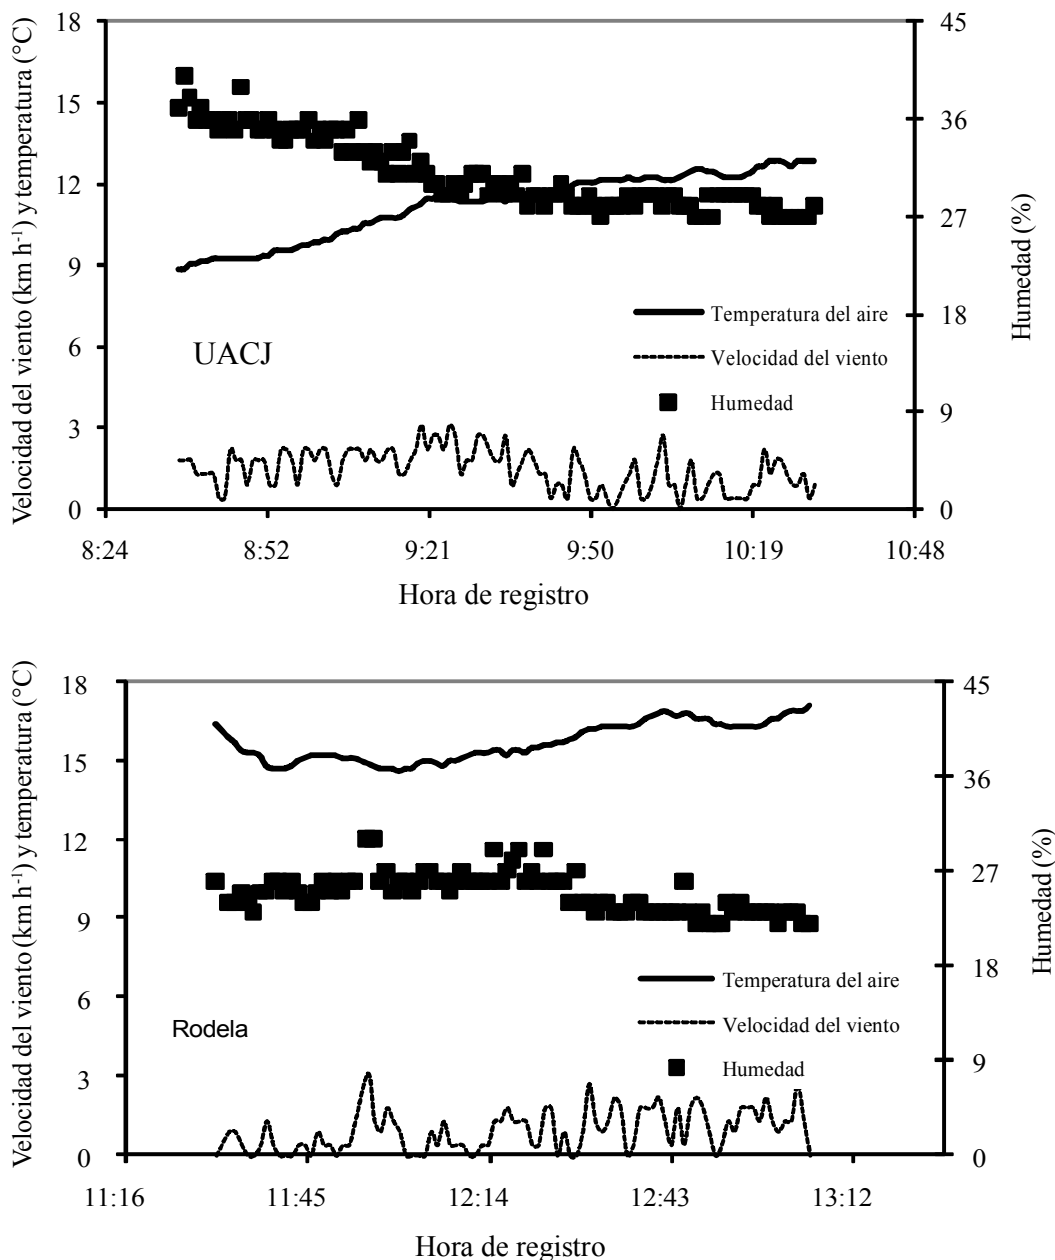 Velocidad del viento (km h-1) y temperatura (°C)
18
15
12
9
6
3
0
45
36
27
18
9
0
Humedad (%)
Temperatura del aire
Velocidad del viento
Humedad
UACJ
8:24 8:52 9:21 9:50 10:19 10:48
Hora de registro
Velocidad del viento (km h-1) y temperatura (°C)
18
15
12
9
6
3
0
45
36
27
18
9
0
Humedad (%)
Temperatura del aire
Velocidad del viento
Humedad
Rodela
11:16 11:45 12:14 12:43 13:12
Hora de registro